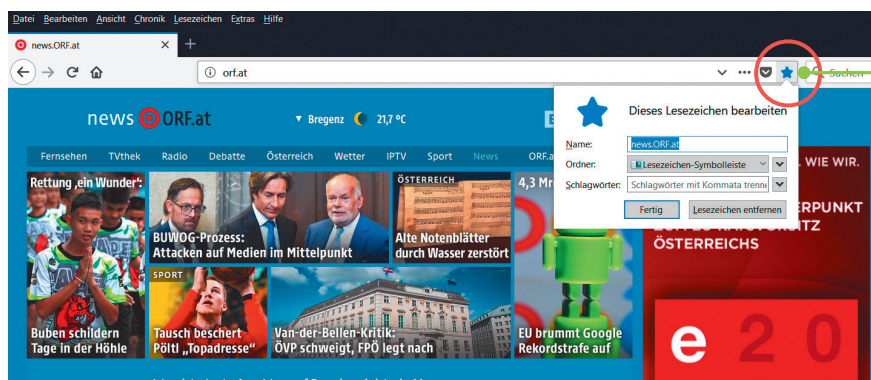 Datei Bearbeiten Ansicht Chronik Lesezeichen Extras Hilfe
news.ORF.at
orf.at
Suchen
Dieses Lesezeichen bearbeiten
Name: news.ORF.at
Ordner: Lesezeichen-Symbolleiste
Schlagwörter: Schlagwörter mit Kommata trenne
Fertig Lesezeichen entfernen
news ORF.at
Bregenz 21,7 °C
Fernsehen TVthek Radio Debatte Österreich Wetter IPTV Sport News ORF.a
WIE WIR.
ERPUNKT
ÖSTERREICHS
e20
Rettung „ein Wunder“:
Buben schildern
Tage in der Höhle
BUWOG-Prozess:
Attacken auf Medien im Mittelpunkt
ÖSTERREICH
Alte Notenblätter
durch Wasser zerstört
4,3 Mr
EU brummt Google
Rekordstrafe auf
SPORT
Tausch beschert
Pöltl „Topadresse“
Van-der-Bellen-Kritik:
ÖVP schweigt, FPÖ legt nach